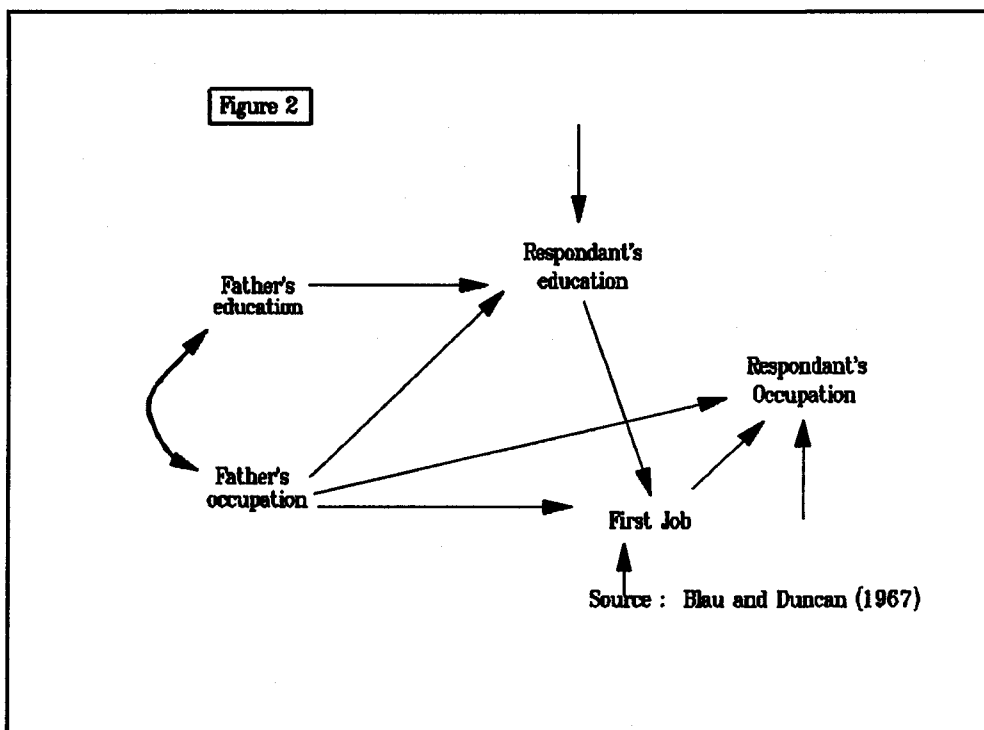 Figure 2
Respondant's
education
Father's
education
Respondant's
Occupation
Father's
occupation
First Job
Source : Blau and Duncan (1967)